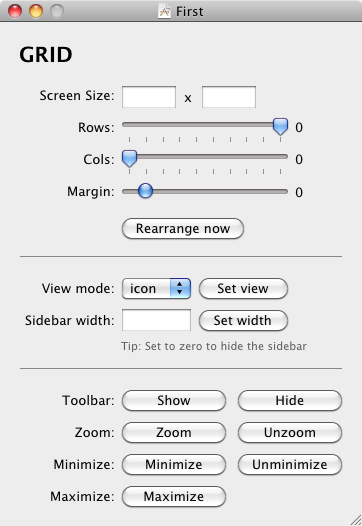 First
GRID
Screen Size: x
Rows: 0
Cols: 0
Margin: 0
Rearrange now
View mode: icon Set view
Sidebar width: Set width
Tip: Set to zero to hide the sidebar
Toolbar: Show Hide
Zoom: Zoom Unzoom
Minimize: Minimize Unminimize
Maximize: Maximize